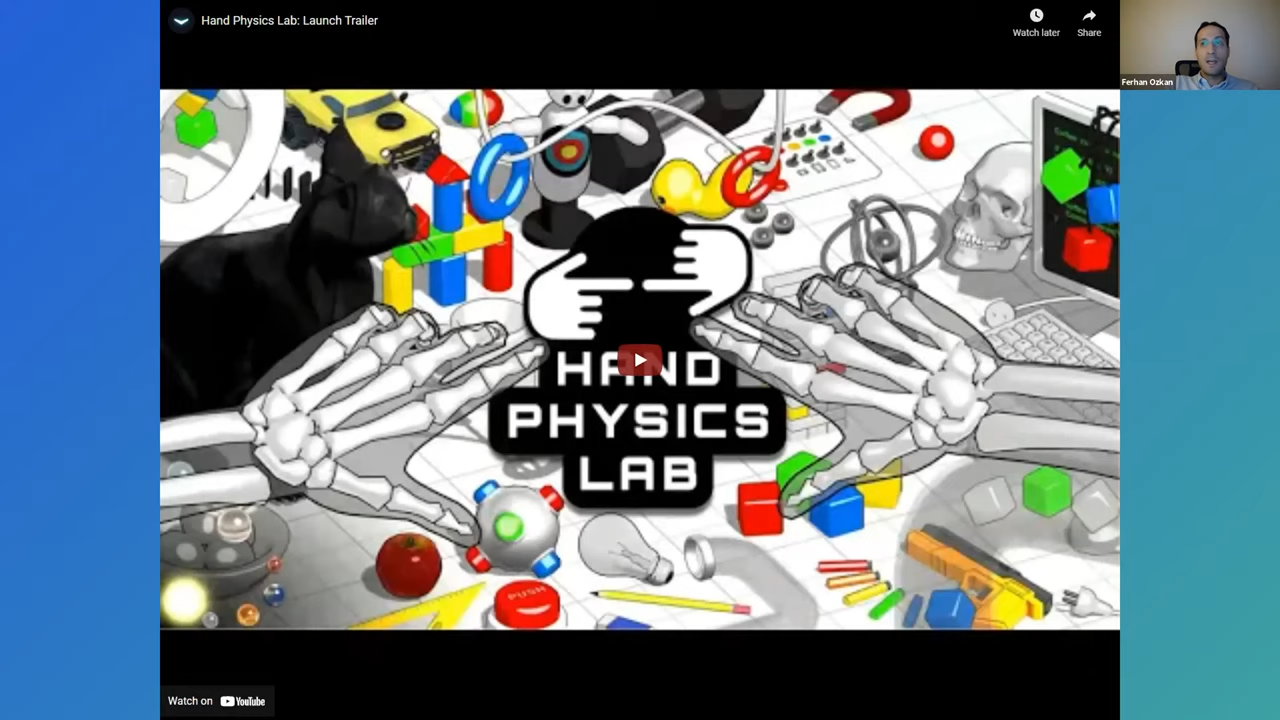 Hand Physics Lab: Launch Trailer
Watch later
Share
Ferhan Ozkan
HAND
PHYSICS
LAB
PUSH
Watch on YouTube